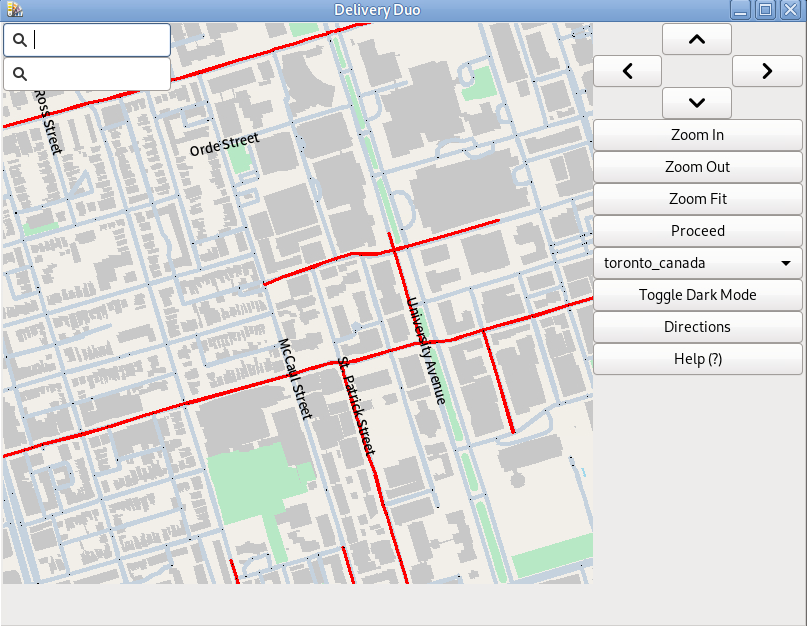 Delivery Duo
Ross Street
Orde Street
McCaul Street
St. Patrick Street
University Avenue
Zoom In
Zoom Out
Zoom Fit
Proceed
toronto_canada
Toggle Dark Mode
Directions
Help (?)